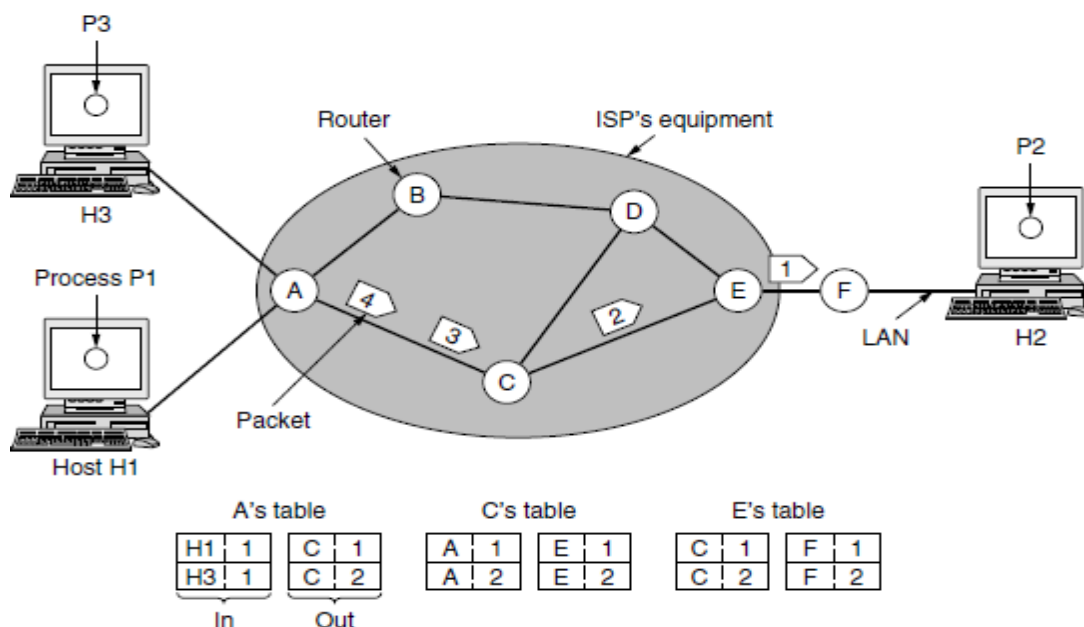 P3
Router
ISP's equipment
P2
B
D
H3
Process P1
A
4
3
2
E
1
F
C
LAN
H2
Packet
Host H1
A's table
C's table
E's table
H1 1 C 1 A 1 E 1 C 1 F 1
H3 1 C 2 A 2 E 2 C 2 F 2
In Out